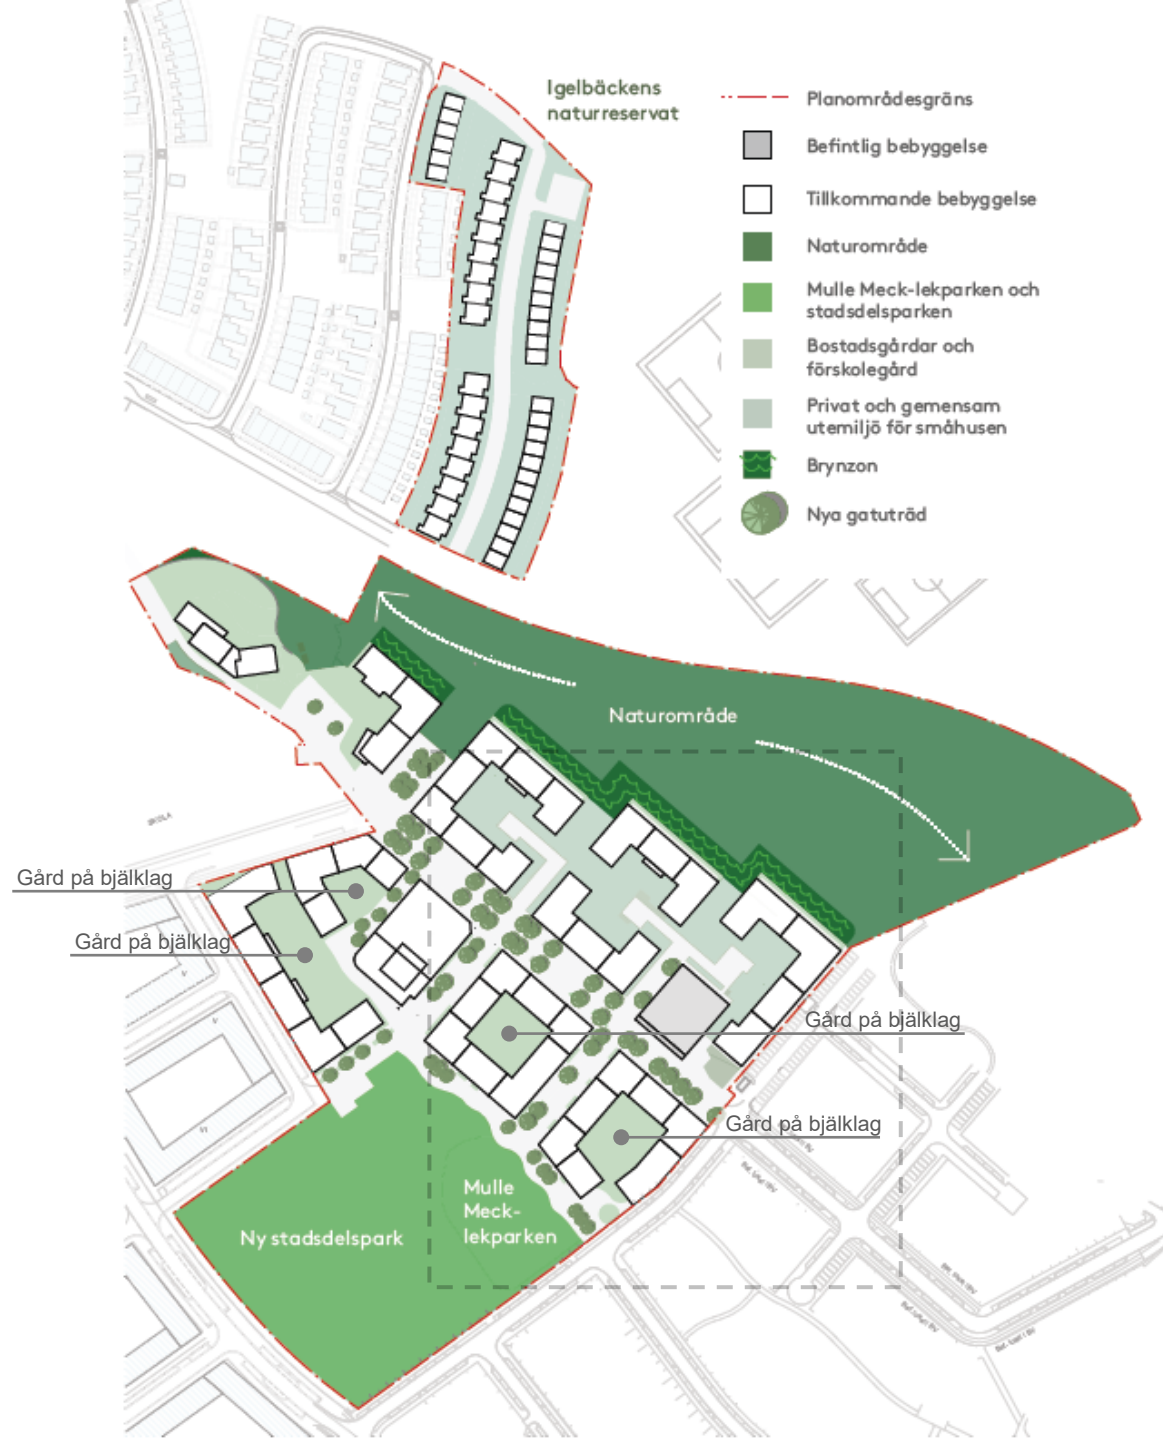 Igelbäckens
naturreservat
Planområdesgräns
Befintlig bebyggelse
Tillkommande bebyggelse
Naturområde
Mulle Meck-lekparken och
stadsdelsparken
Bostadsgårdar och
förskolegård
Privat och gemensam
utemiljö för småhusen
Brynzon
Nya gatuträd
Naturområde
SKOLA
Gård på bjälklag
Gård på bjälklag
Gård på bjälklag
Gård på bjälklag
Mulle
Meck-
lekparken
Ny stadsdelspark